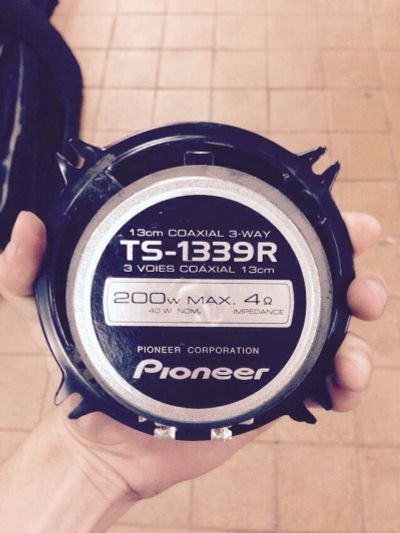 13cm COAXIAL 3-WAY
TS-1339R
3 VOIES COAXIAL 13cm
200W MAX. 4Ω
40 W NOM. IMPEDANCE
PIONEER CORPORATION
Pioneer